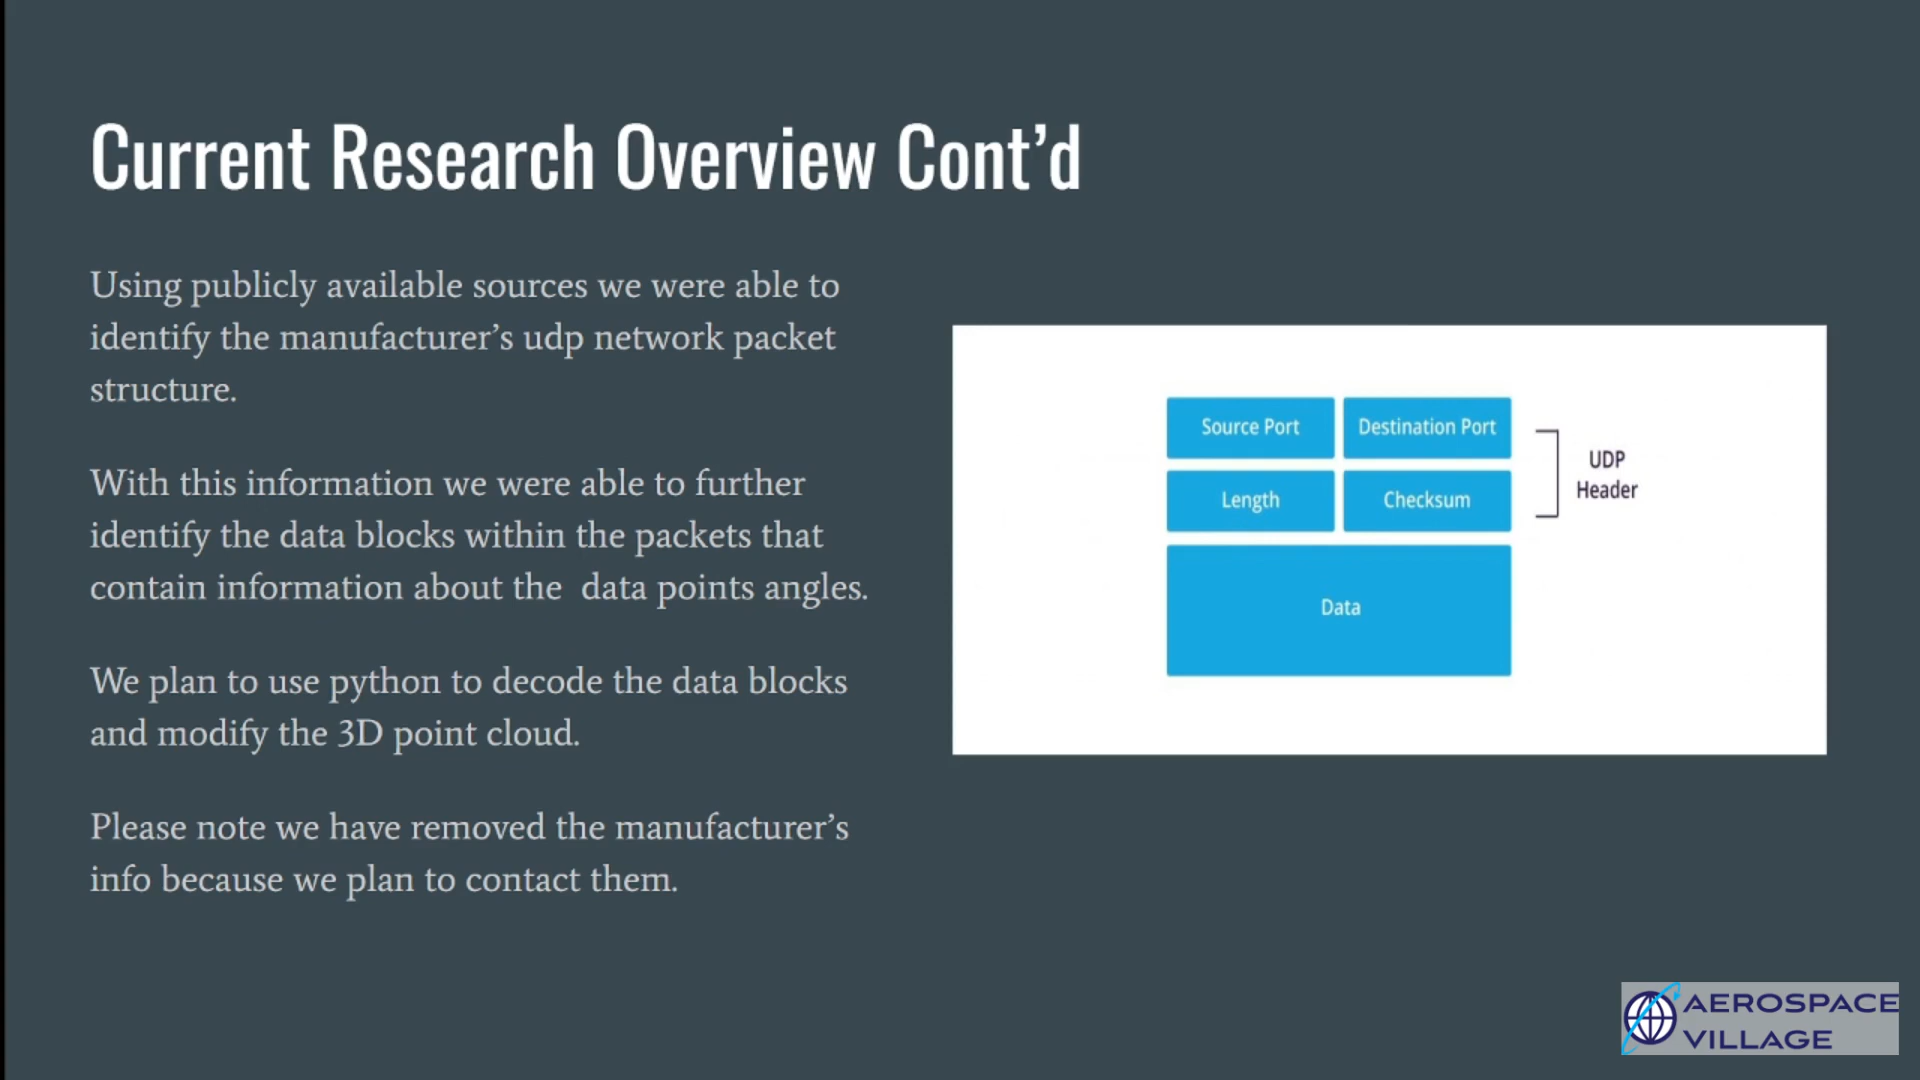 Current Research Overview Cont’d
Using publicly available sources we were able to
identify the manufacturer’s udp network packet
structure.
With this information we were able to further
identify the data blocks within the packets that
contain information about the  data points angles.
We plan to use python to decode the data blocks
and modify the 3D point cloud.
Please note we have removed the manufacturer’s
info because we plan to contact them.
Source Port
Destination Port
Length
Checksum
UDP
Header
Data
AEROSPACE
VILLAGE